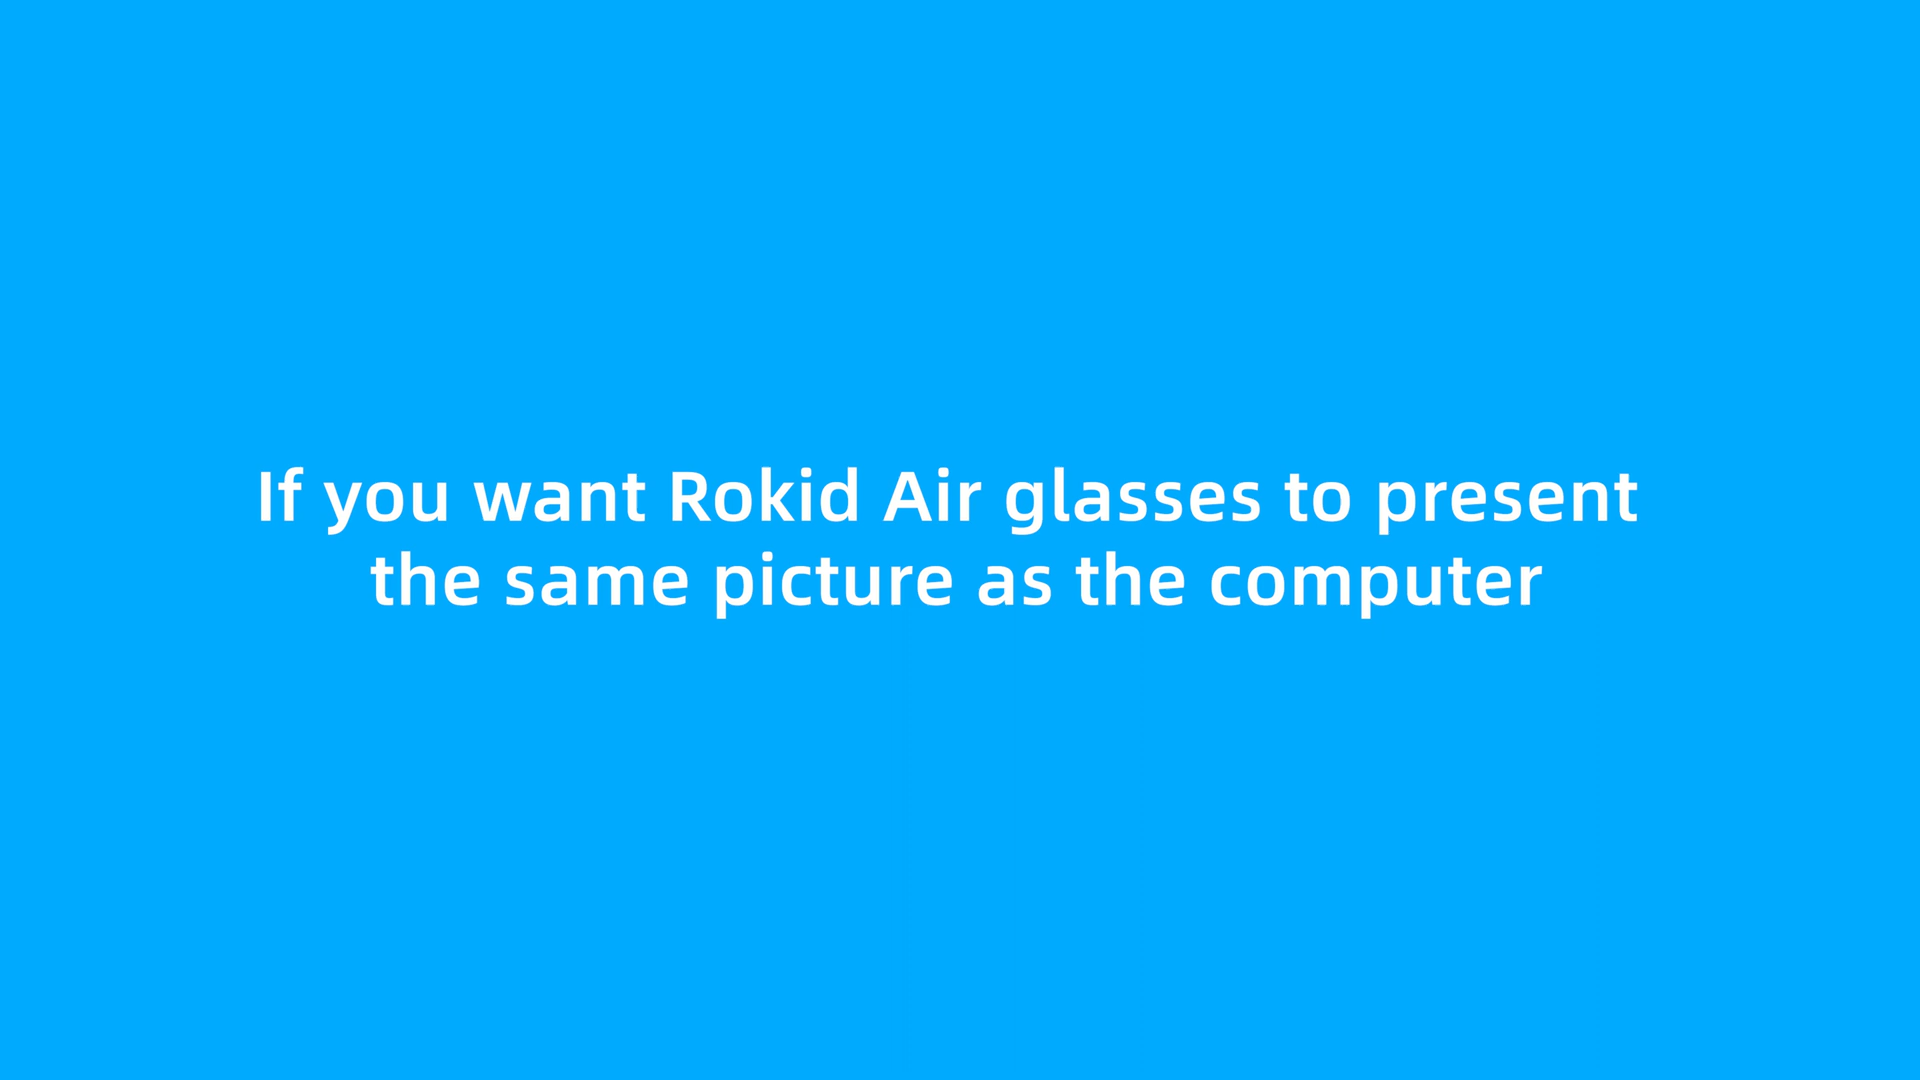 If you want Rokid Air glasses to present
the same picture as the computer